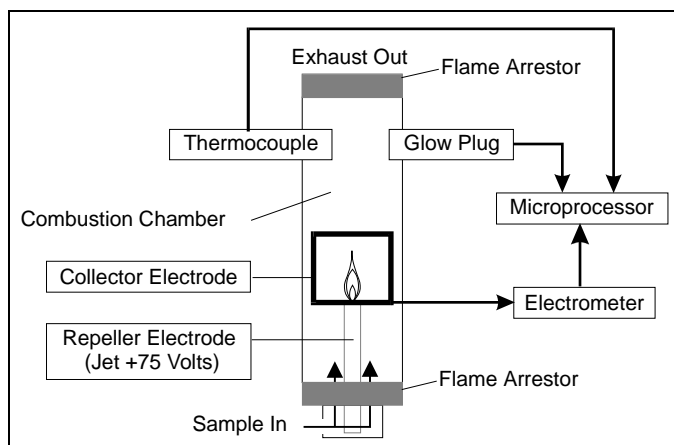 Exhaust Out
Flame Arrestor
Thermocouple
Glow Plug
Combustion Chamber
Microprocessor
Collector Electrode
Electrometer
Repeller Electrode
(Jet +75 Volts)
Flame Arrestor
Sample In